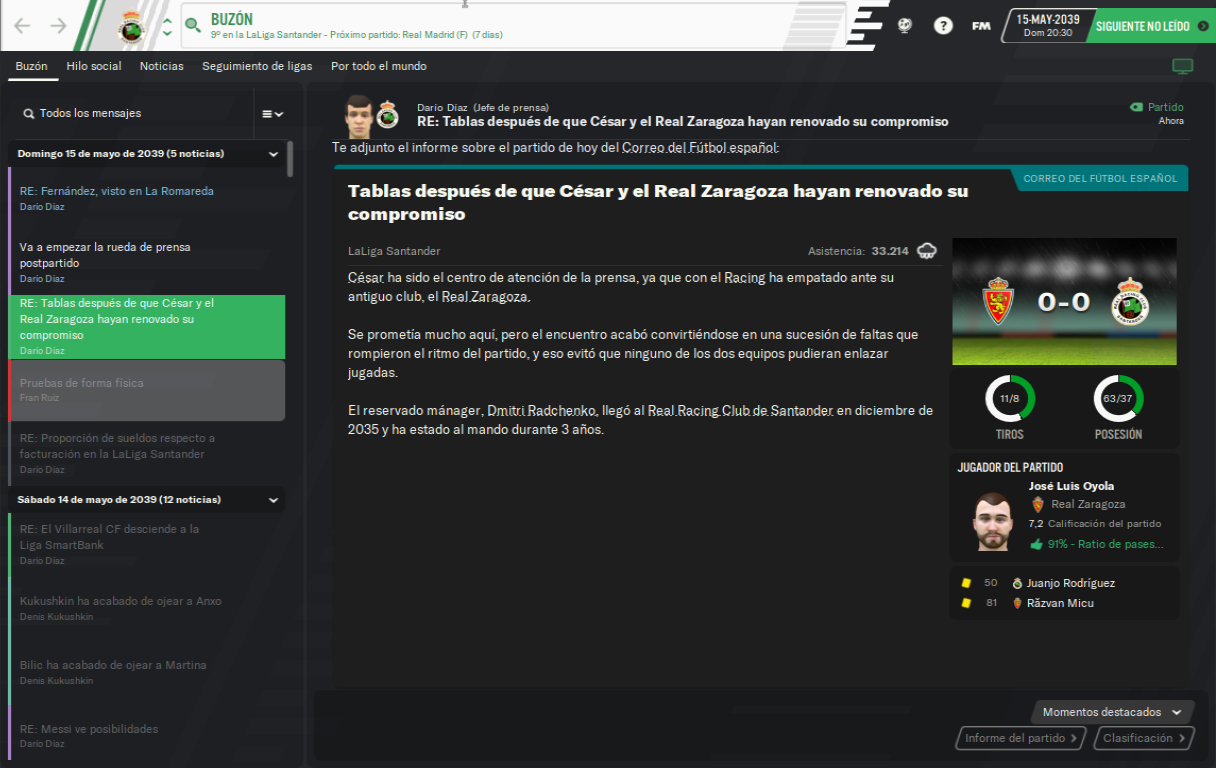 BUZÓN
9º en la LaLiga Santander - Próximo partido: Real Madrid (F) (7 días)
?
FM
15-MAY-2039
Dom 20:30
SIGUIENTE NO LEÍDO
Buzón
Hilo social
Noticias
Seguimiento de ligas
Por todo el mundo
Todos los mensajes
Domingo 15 de mayo de 2039 (5 noticias)
RE: Fernández, visto en La Romareda
Darío Díaz
Va a empezar la rueda de prensa
postpartido
Darío Díaz
RE: Tablas después de que César y el
Real Zaragoza hayan renovado su
compromiso
Darío Díaz
Pruebas de forma física
Fran Ruiz
RE: Proporción de sueldos respecto a
facturación en la LaLiga Santander
Darío Díaz
Sábado 14 de mayo de 2039 (12 noticias)
RE: El Villarreal CF desciende a la
Liga SmartBank
Darío Díaz
Kukushkin ha acabado de ojear a Anxo
Denis Kukushkin
Bilic ha acabado de ojear a Martina
Denis Kukushkin
RE: Messi ve posibilidades
Darío Díaz
Darío Díaz (Jefe de prensa)
RE: Tablas después de que César y el Real Zaragoza hayan renovado su compromiso
Partido
Ahora
Te adjunto el informe sobre el partido de hoy del Correo del Fútbol español:
CORREO DEL FÚTBOL ESPAÑOL
Tablas después de que César y el Real Zaragoza hayan renovado su
compromiso
LaLiga Santander
Asistencia: 33.214
César ha sido el centro de atención de la prensa, ya que con el Racing ha empatado ante su
antiguo club, el Real Zaragoza.
Se prometía mucho aquí, pero el encuentro acabó convirtiéndose en una sucesión de faltas que
rompieron el ritmo del partido, y eso evitó que ninguno de los dos equipos pudieran enlazar
jugadas.
El reservado mánager, Dmitri Radchenko, llegó al Real Racing Club de Santander en diciembre de
2035 y ha estado al mando durante 3 años.
0-0
11/8
TIROS
63/37
POSESIÓN
JUGADOR DEL PARTIDO
José Luis Oyola
Real Zaragoza
7,2 Calificación del partido
91% - Ratio de pases...
50 Juanjo Rodríguez
81 Răzvan Micu
Momentos destacados
Informe del partido
Clasificación